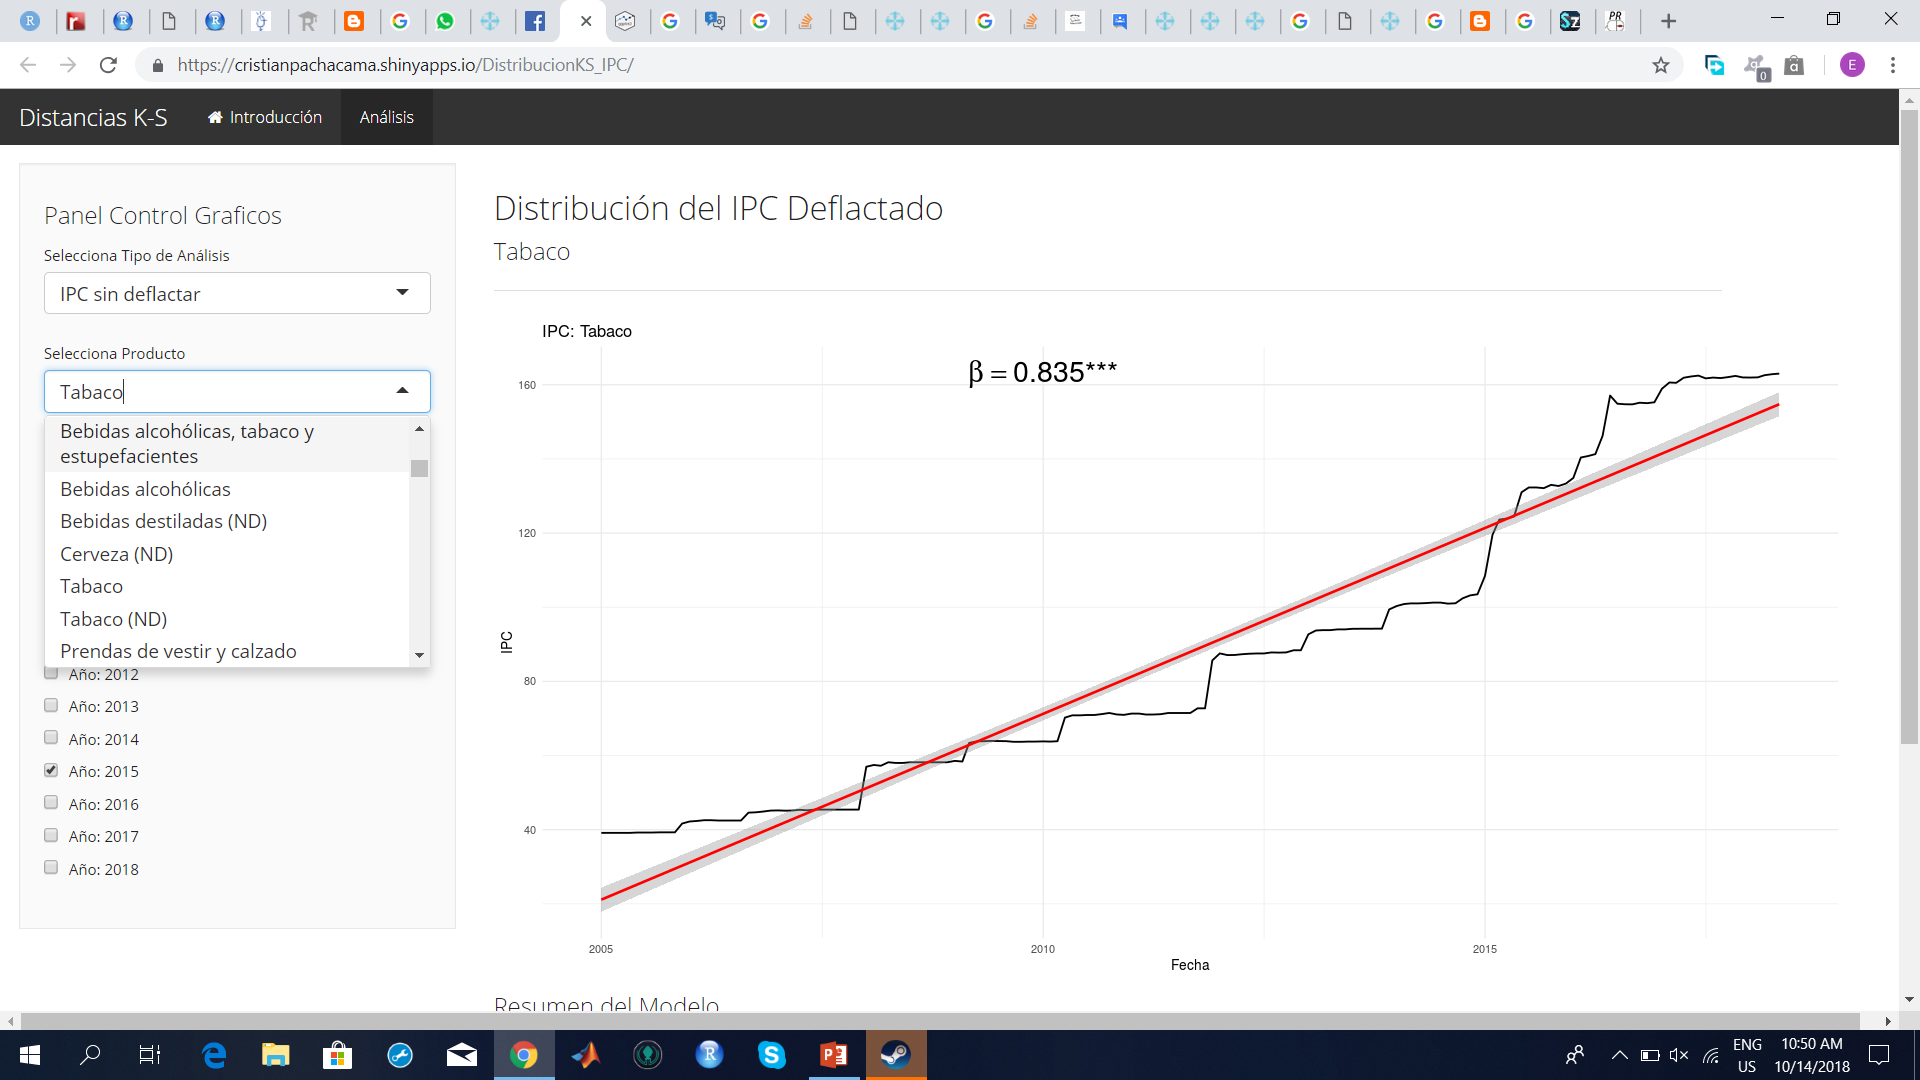 https://cristianpachacama.shinyapps.io/DistribucionKS_IPC/
0
E
Distancias K-S
Introducción
Análisis
Panel Control Graficos
Selecciona Tipo de Análisis
IPC sin deflactar
Selecciona Producto
Tabaco
Bebidas alcohólicas, tabaco y
estupefacientes
Bebidas alcohólicas
Bebidas destiladas (ND)
Cerveza (ND)
Tabaco
Tabaco (ND)
Prendas de vestir y calzado
Año: 2012
Año: 2013
Año: 2014
Año: 2015
Año: 2016
Año: 2017
Año: 2018
Distribución del IPC Deflactado
Tabaco
IPC: Tabaco
β = 0.835***
160
120
80
40
IPC
2005
2010
2015
Fecha
Resumen del Modelo
ENG
US
10:50 AM
10/14/2018